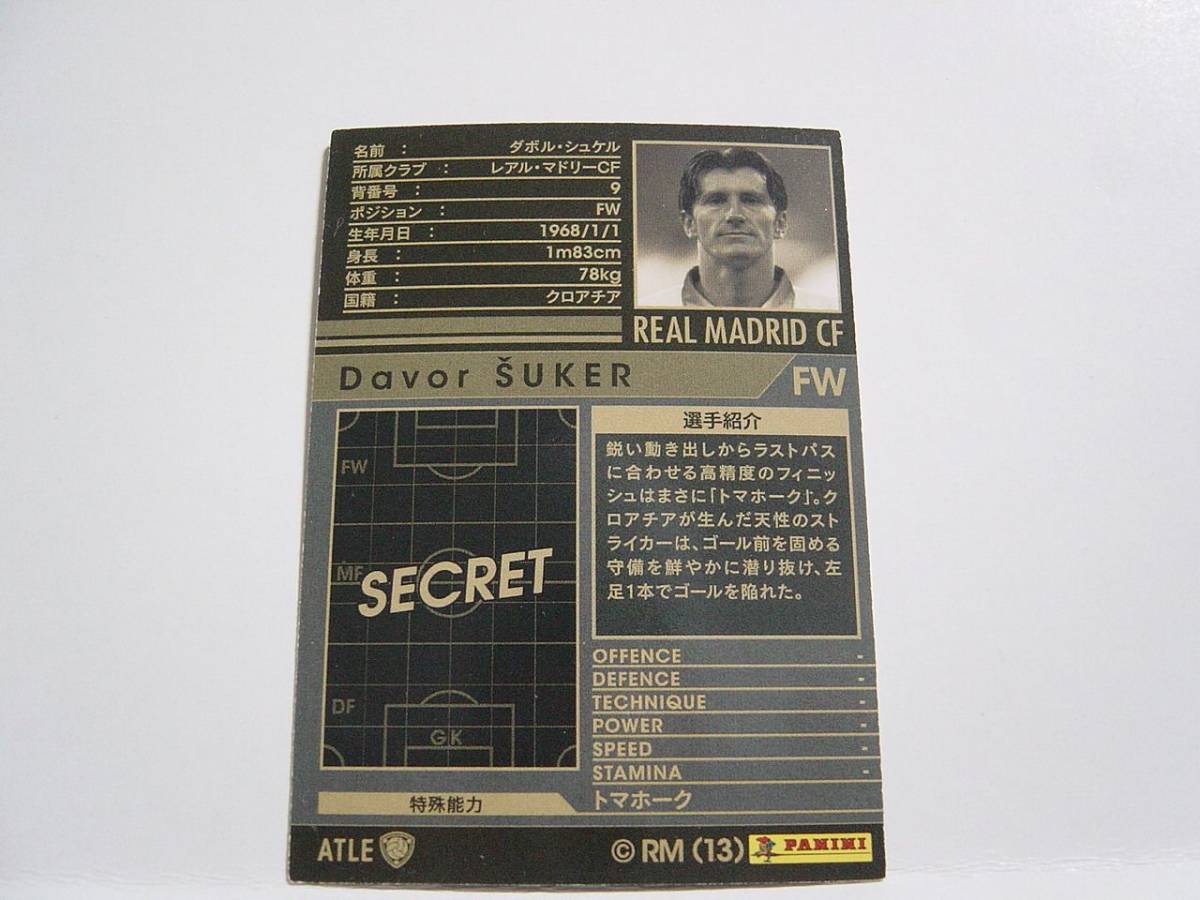 名前 : ダボル・シュケル
所属クラブ : レアル・マドリーCF
背番号 : 9
ポジション : FW
生年月日 : 1968/1/1
身長 : 1m83cm
体重 : 78kg
国籍 : クロアチア
REAL MADRID CF
Davor ŠUKER FW
FW
MF
DF
GK
SECRET
選手紹介
鋭い動き出しからラストパス
に合わせる高精度のフィニッ
シュはまさに「トマホーク」。ク
ロアチアが生んだ天性のスト
ライカーは、ゴール前を固める
守備を鮮やかに潜り抜け、左
足1本でゴールを陥れた。
OFFENCE -
DEFENCE -
TECHNIQUE -
POWER -
SPEED -
STAMINA -
特殊能力 トマホーク
ATLE
© RM (13) PANINI